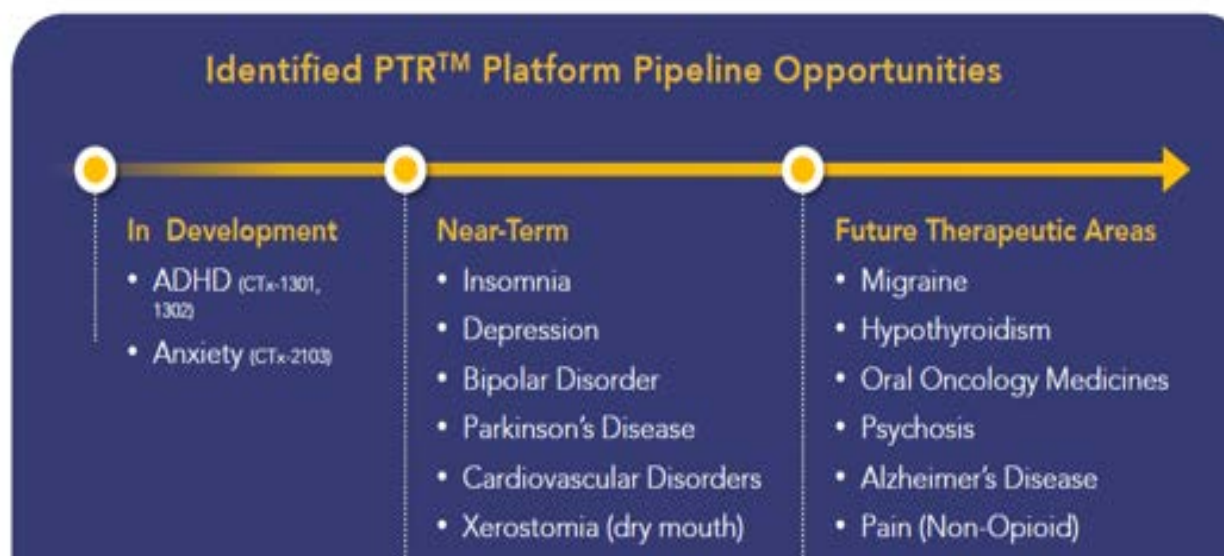 Identified PTR™ Platform Pipeline Opportunities
In Development
• ADHD (CTx-1301,
1302)
• Anxiety (CTx-2103)
Near-Term
• Insomnia
• Depression
• Bipolar Disorder
• Parkinson's Disease
• Cardiovascular Disorders
• Xerostomia (dry mouth)
Future Therapeutic Areas
• Migraine
• Hypothyroidism
• Oral Oncology Medicines
• Psychosis
• Alzheimer's Disease
• Pain (Non-Opioid)